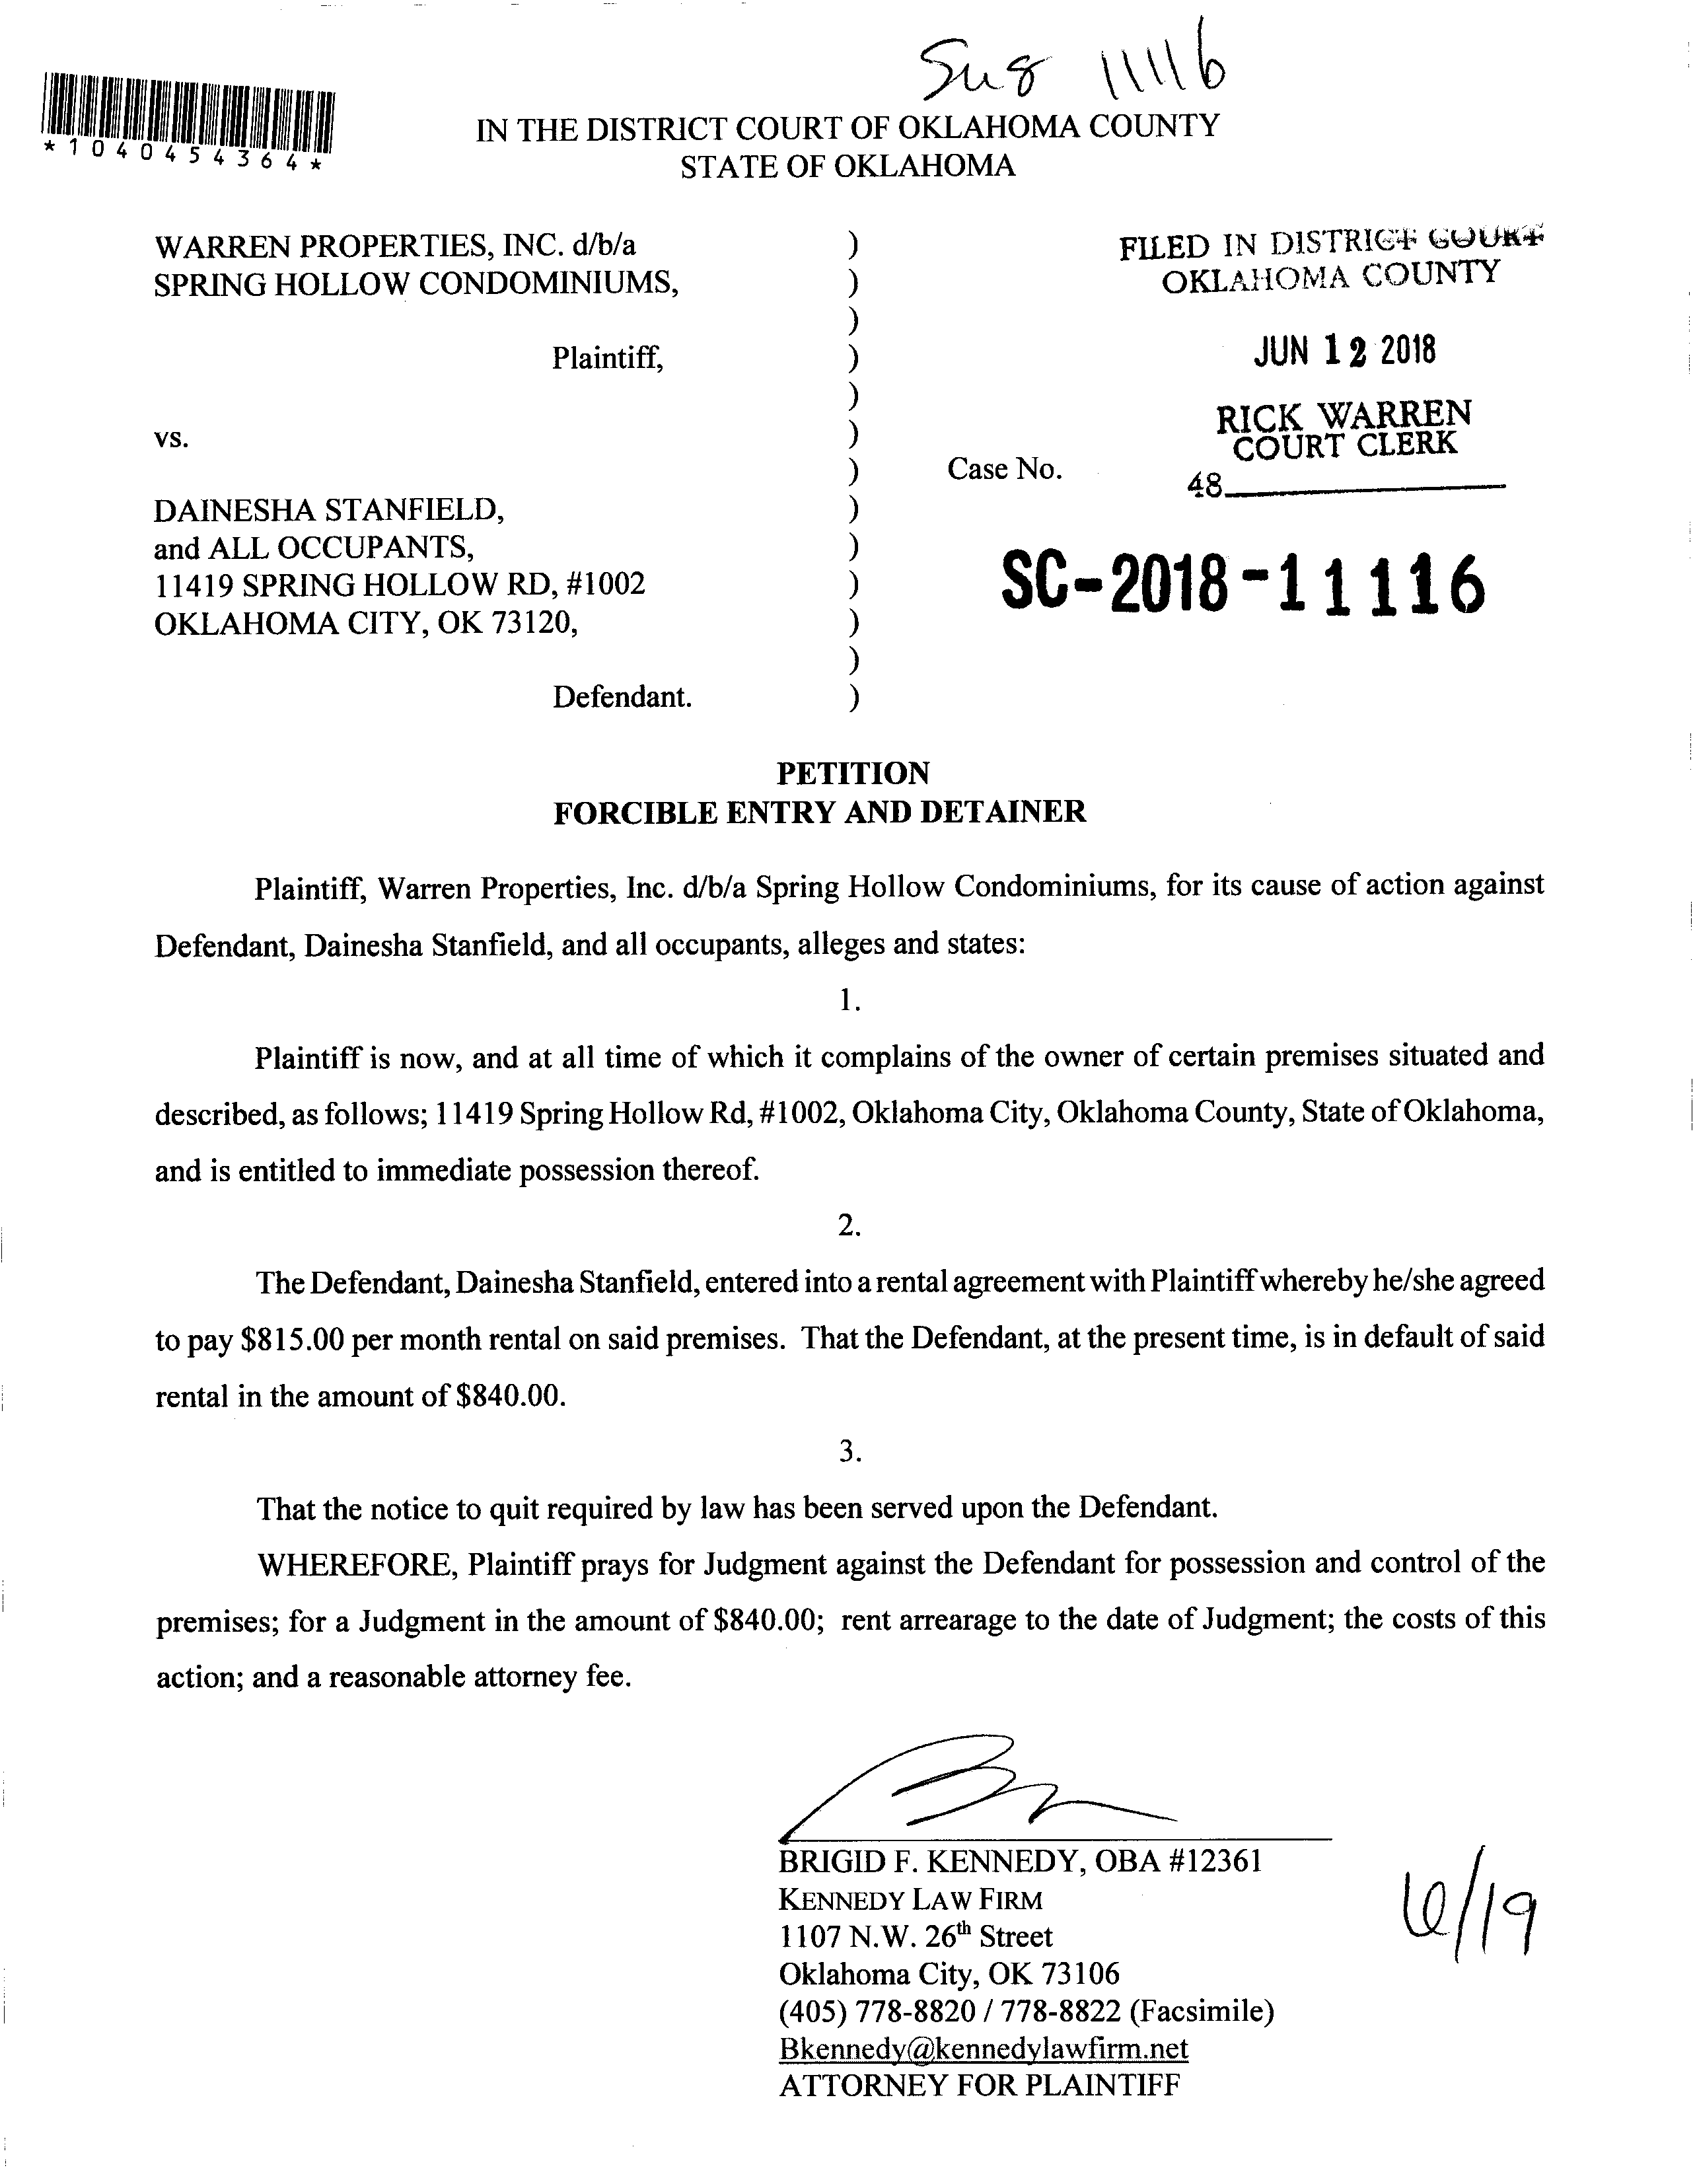 Sug 11116
*1040454364*
IN THE DISTRICT COURT OF OKLAHOMA COUNTY
STATE OF OKLAHOMA
WARREN PROPERTIES, INC. d/b/a )
SPRING HOLLOW CONDOMINIUMS, )
)
Plaintiff, )
)
vs. )
)
DAINESHA STANFIELD, )
and ALL OCCUPANTS, )
11419 SPRING HOLLOW RD, #1002 )
OKLAHOMA CITY, OK 73120, )
)
Defendant. )
FILED IN DISTRICT COURT
OKLAHOMA COUNTY
JUN 12 2018
RICK WARREN
COURT CLERK
Case No.
48
SC-2018-11116
PETITION
FORCIBLE ENTRY AND DETAINER
Plaintiff, Warren Properties, Inc. d/b/a Spring Hollow Condominiums, for its cause of action against
Defendant, Dainesha Stanfield, and all occupants, alleges and states:
1.
Plaintiff is now, and at all time of which it complains of the owner of certain premises situated and
described, as follows; 11419 Spring Hollow Rd, #1002, Oklahoma City, Oklahoma County, State of Oklahoma,
and is entitled to immediate possession thereof.
2.
The Defendant, Dainesha Stanfield, entered into a rental agreement with Plaintiff whereby he/she agreed
to pay $815.00 per month rental on said premises. That the Defendant, at the present time, is in default of said
rental in the amount of $840.00.
3.
That the notice to quit required by law has been served upon the Defendant.
WHEREFORE, Plaintiff prays for Judgment against the Defendant for possession and control of the
premises; for a Judgment in the amount of $840.00; rent arrearage to the date of Judgment; the costs of this
action; and a reasonable attorney fee.
BRIGID F. KENNEDY, OBA #12361
KENNEDY LAW FIRM
1107 N.W. 26th Street
Oklahoma City, OK 73106
(405) 778-8820 / 778-8822 (Facsimile)
Bkennedy@kennedylawfirm.net
ATTORNEY FOR PLAINTIFF
6/19